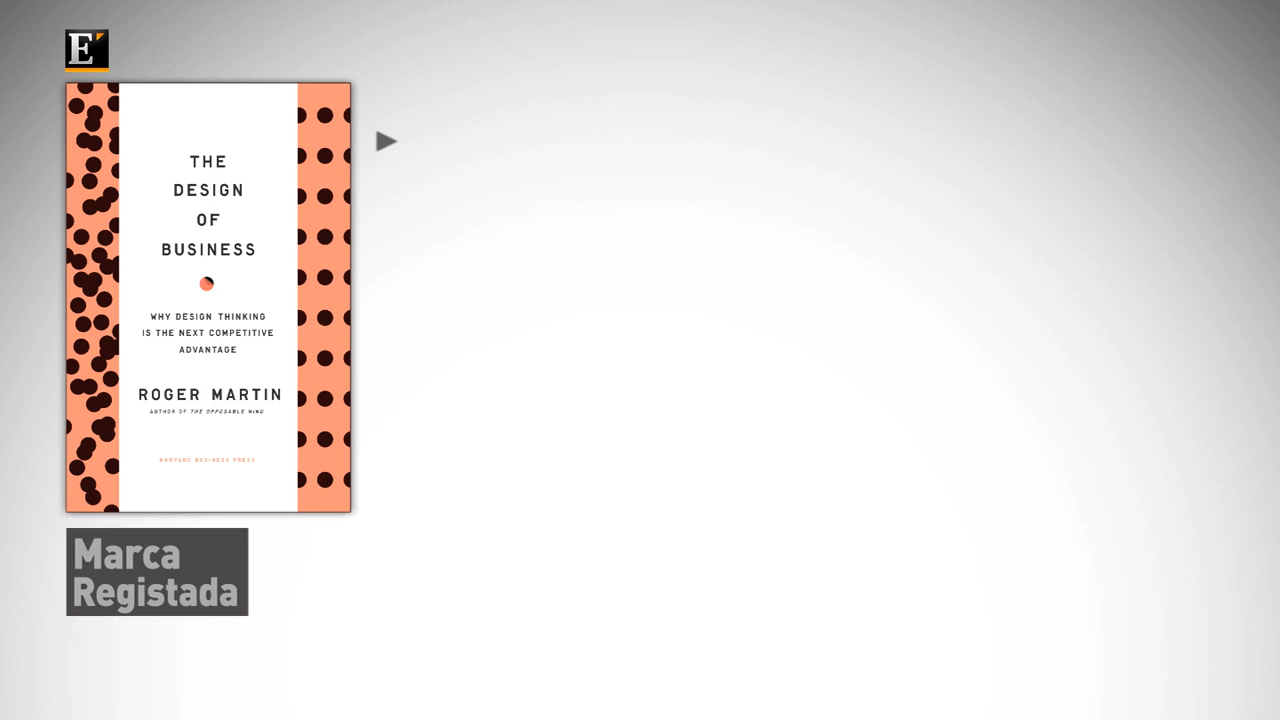 E
THE
DESIGN
OF
BUSINESS
WHY DESIGN THINKING
IS THE NEXT COMPETITIVE
ADVANTAGE
ROGER MARTIN
AUTHOR OF THE OPPOSABLE MIND
HARVARD BUSINESS PRESS
Marca
Registada